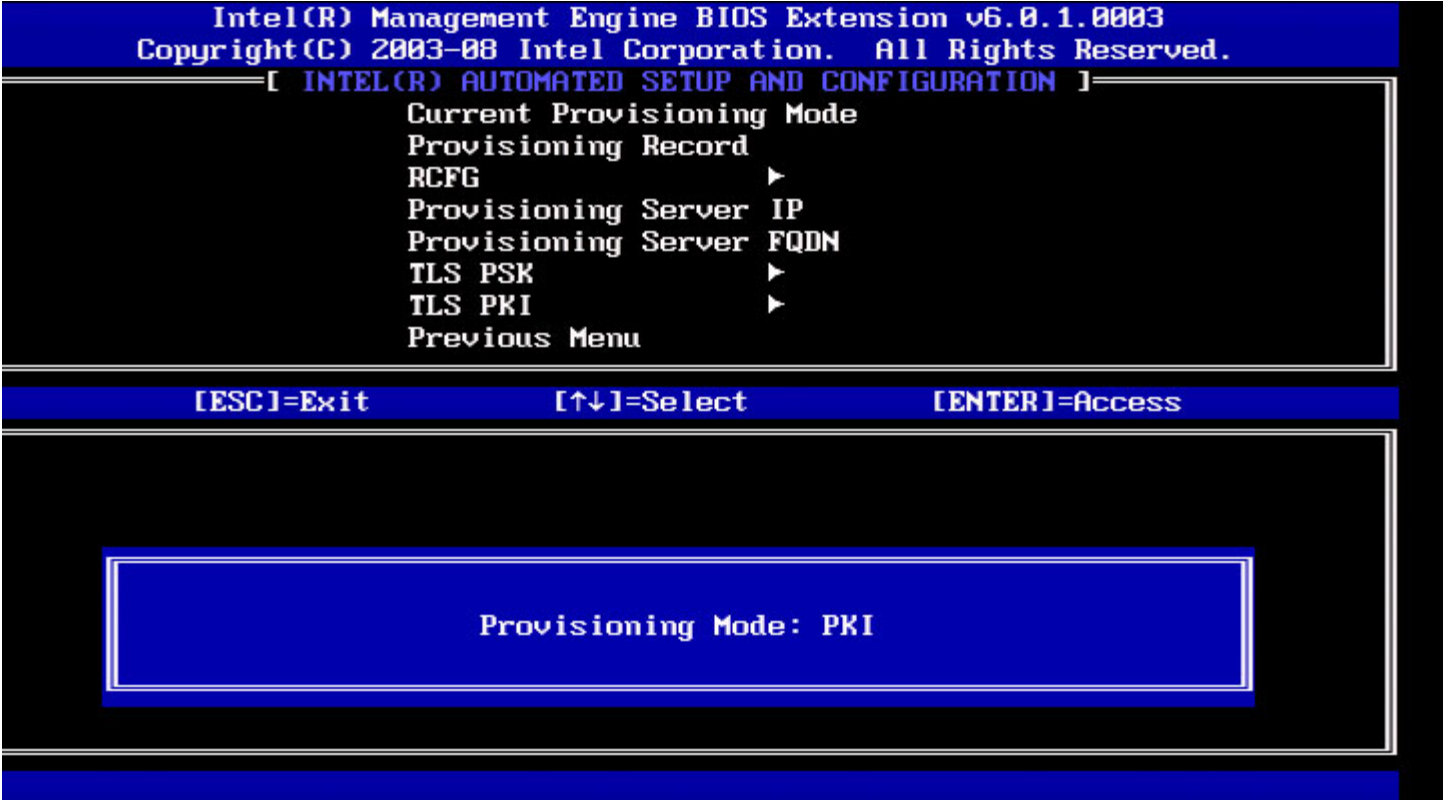 Intel(R) Management Engine BIOS Extension v6.0.1.0003
Copyright(C) 2003-08 Intel Corporation. All Rights Reserved.
[ INTEL(R) AUTOMATED SETUP AND CONFIGURATION ]
Current Provisioning Mode
Provisioning Record
RCFG ►
Provisioning Server IP
Provisioning Server FQDN
TLS PSK ►
TLS PKI ►
Previous Menu
[ESC]=Exit [↑↓]=Select [ENTER]=Access
Provisioning Mode: PKI